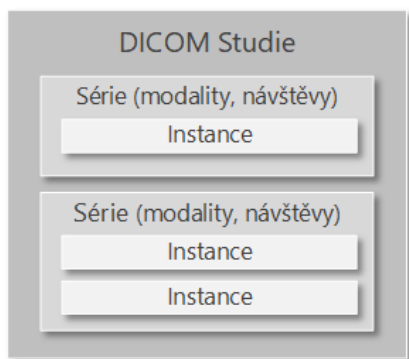 DICOM Studie
Série (modality, návštěvy)
Instance
Série (modality, návštěvy)
Instance
Instance